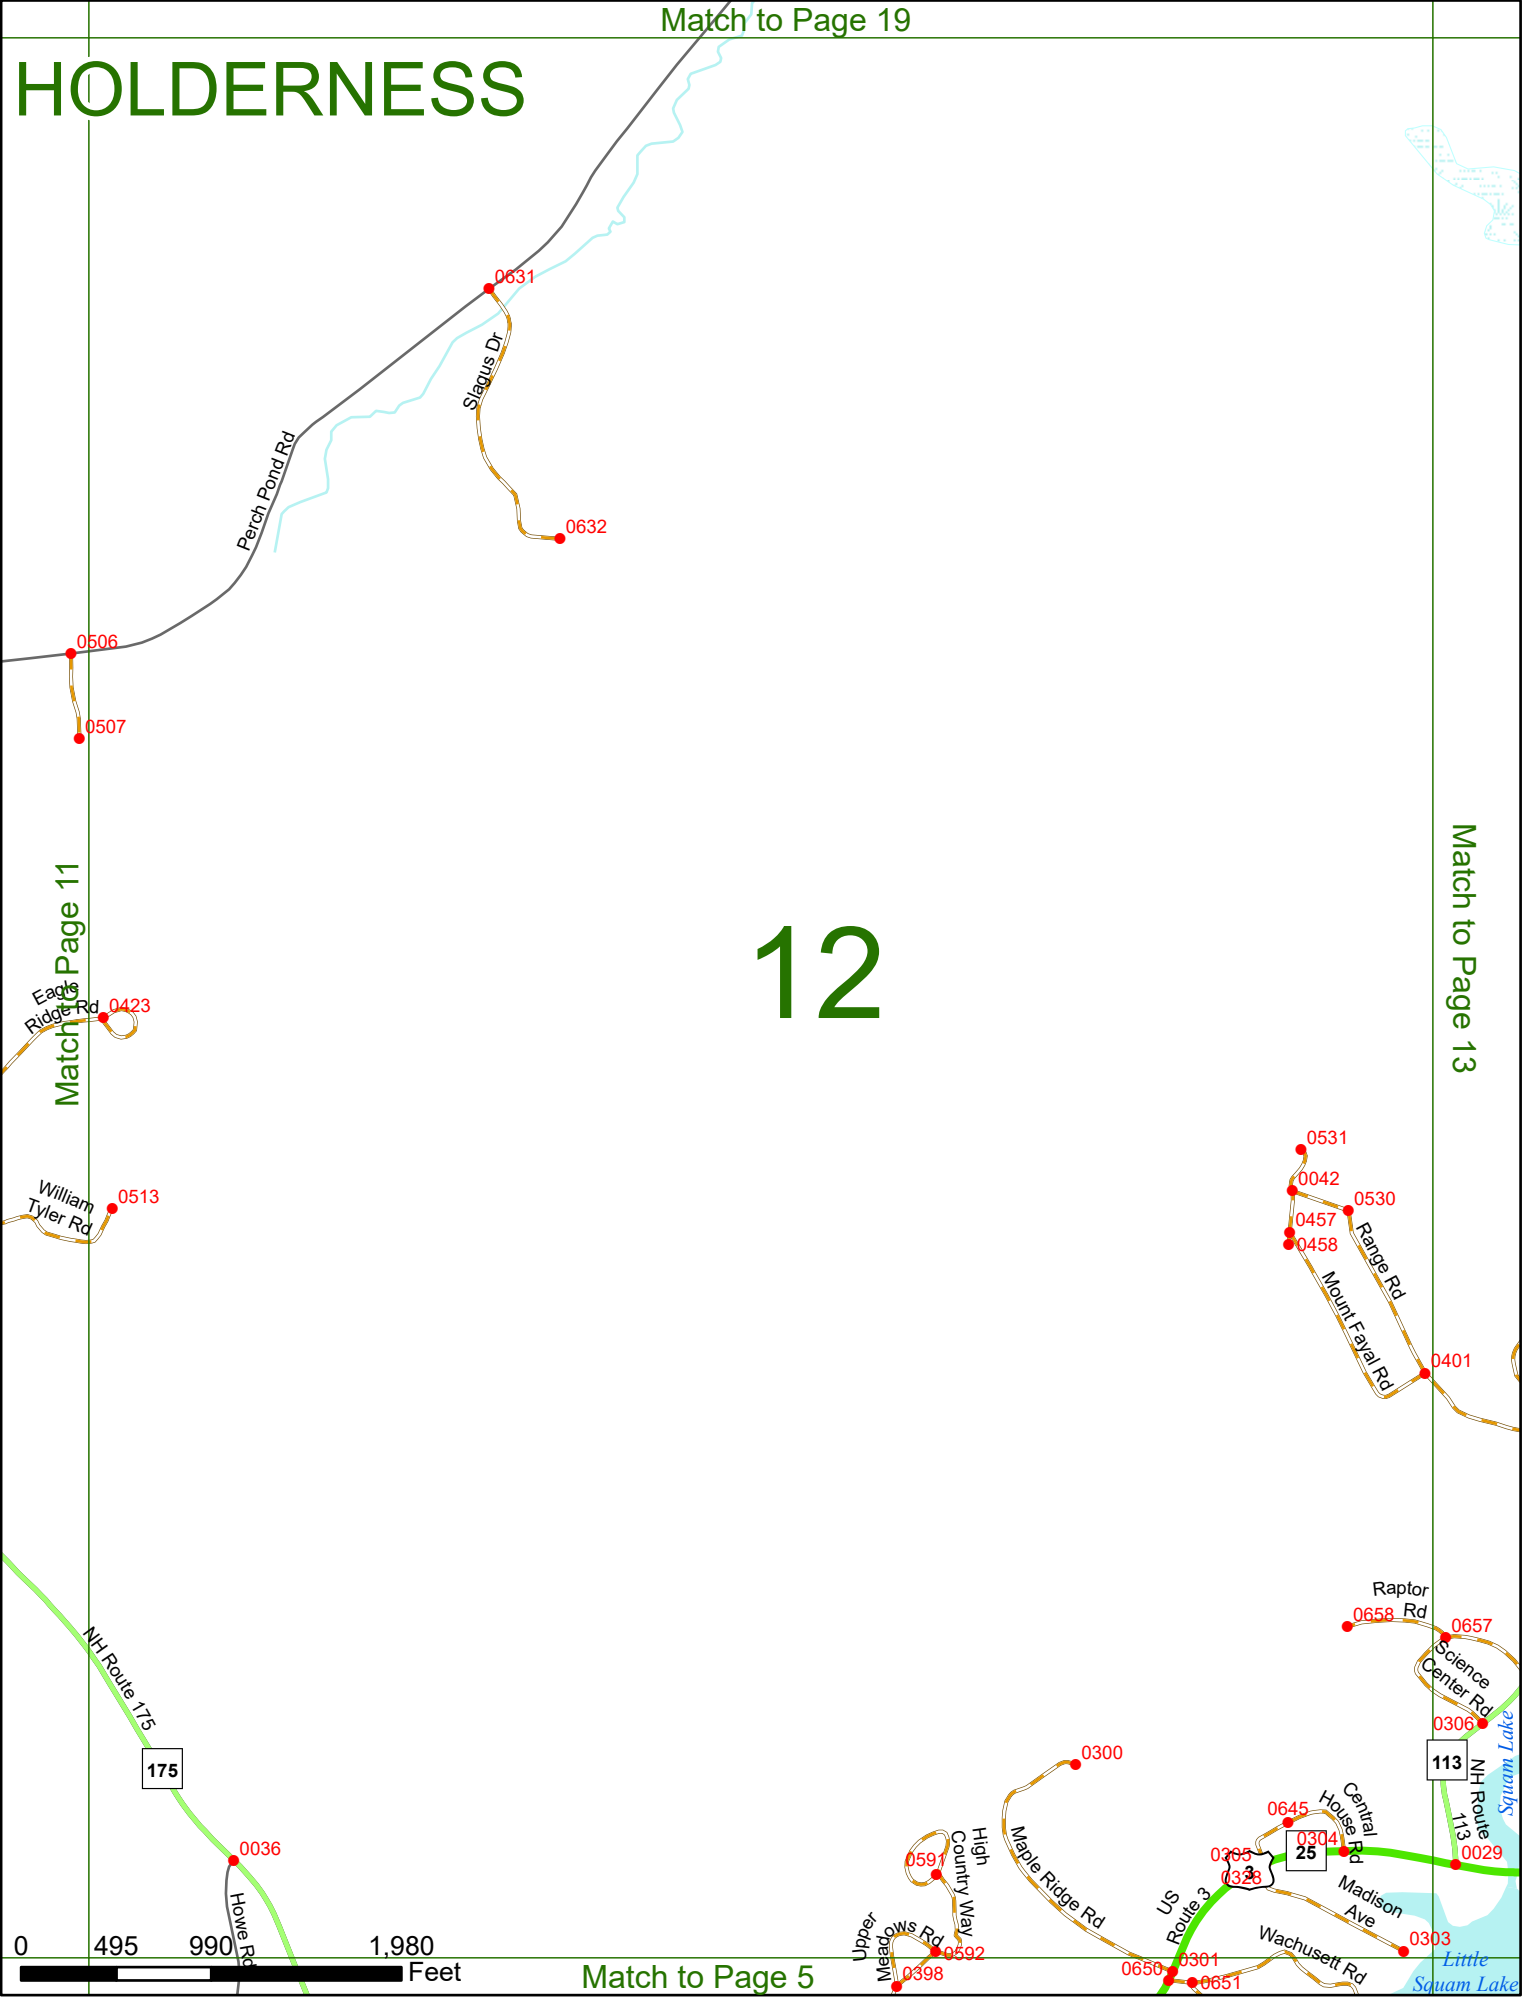 Match to Page 19
HOLDERNESS
0631
Slagus Dr
Perch Pond Rd
0632
0506
0507
Match to Page 11
12
Match to Page 13
Eagle
Ridge Rd
0423
0531
0042
0530
William
Tyler Rd
0513
0457
0458
Range Rd
Mount Fayal Rd
0401
Raptor
Rd
0658
0657
Science
Center Rd
NH Route 175
0306
Squam Lake
175
0300
113
NH Route
113
0645
Central
House Rd
0304
0305
25
3
0328
0029
0036
High
Country Way
0591
Maple Ridge Rd
US
Route 3
Madison
Ave
Howe Rd
Upper
Meadows Rd
0592
Wachusett Rd
0303
0 495 990 1,980
Feet
0398
Match to Page 5
0650
0301
0651
Little
Squam Lake